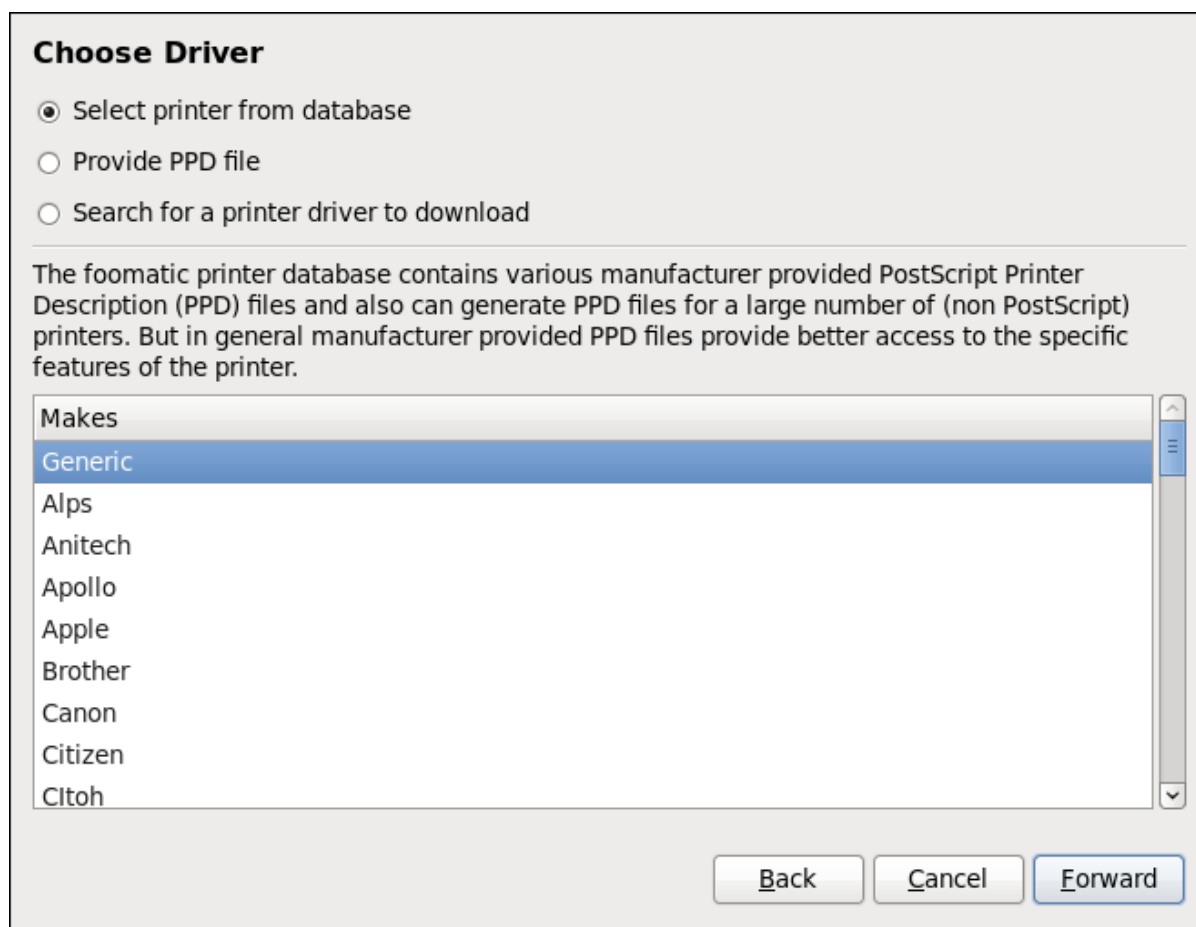 Choose Driver
Select printer from database
Provide PPD file
Search for a printer driver to download
The foomatic printer database contains various manufacturer provided PostScript Printer
Description (PPD) files and also can generate PPD files for a large number of (non PostScript)
printers. But in general manufacturer provided PPD files provide better access to the specific
features of the printer.
Makes
Generic
Alps
Anitech
Apollo
Apple
Brother
Canon
Citizen
CItoh
Back
Cancel
Forward